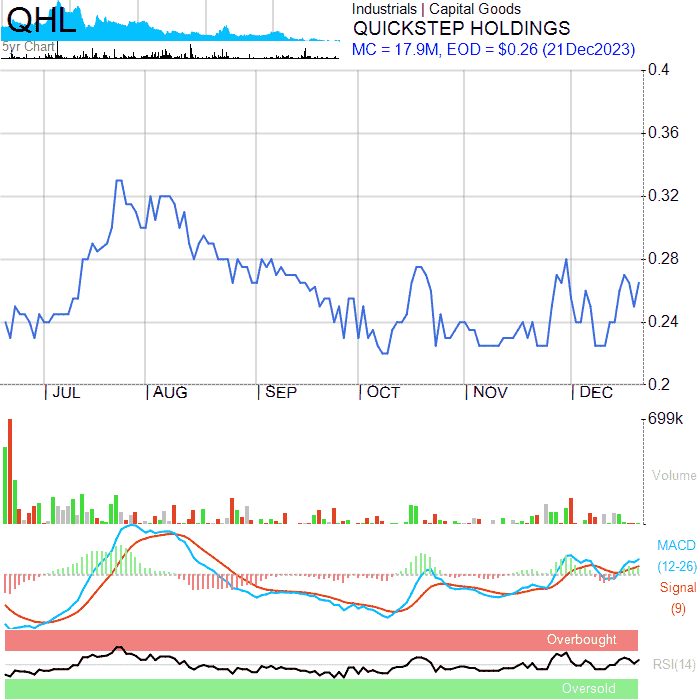 QHL
5yr Chart
Industrials | Capital Goods
QUICKSTEP HOLDINGS
MC = 17.9M, EOD = $0.26 (21Dec2023)
0.4
0.36
0.32
0.28
0.24
0.2
JUL AUG SEP OCT NOV DEC
699k
Volume
MACD
(12-26)
Signal
(9)
Overbought
RSI(14)
Oversold